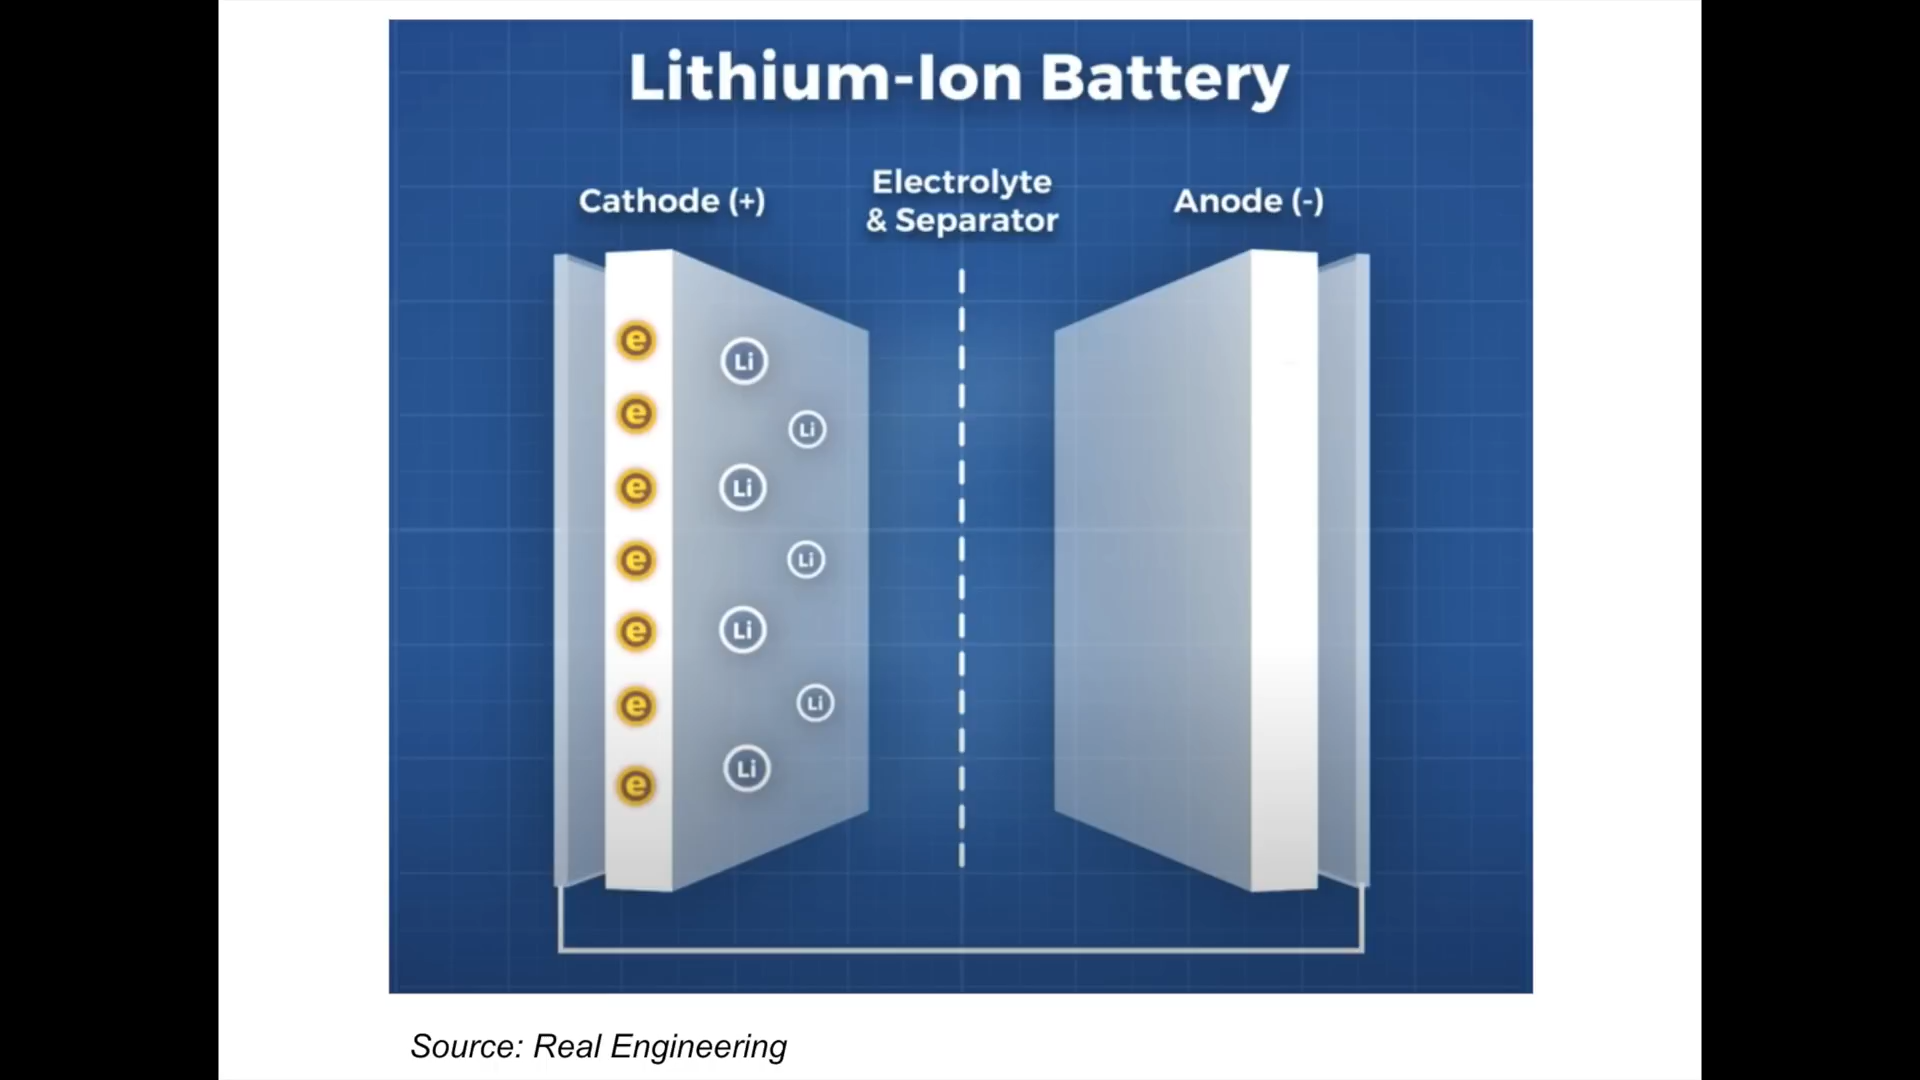 Lithium-Ion Battery
Cathode (+)
Electrolyte
& Separator
Anode (-)
e
Li
e
Li
e
Li
e
Li
e
Li
e
Li
e
Li
Source: Real Engineering